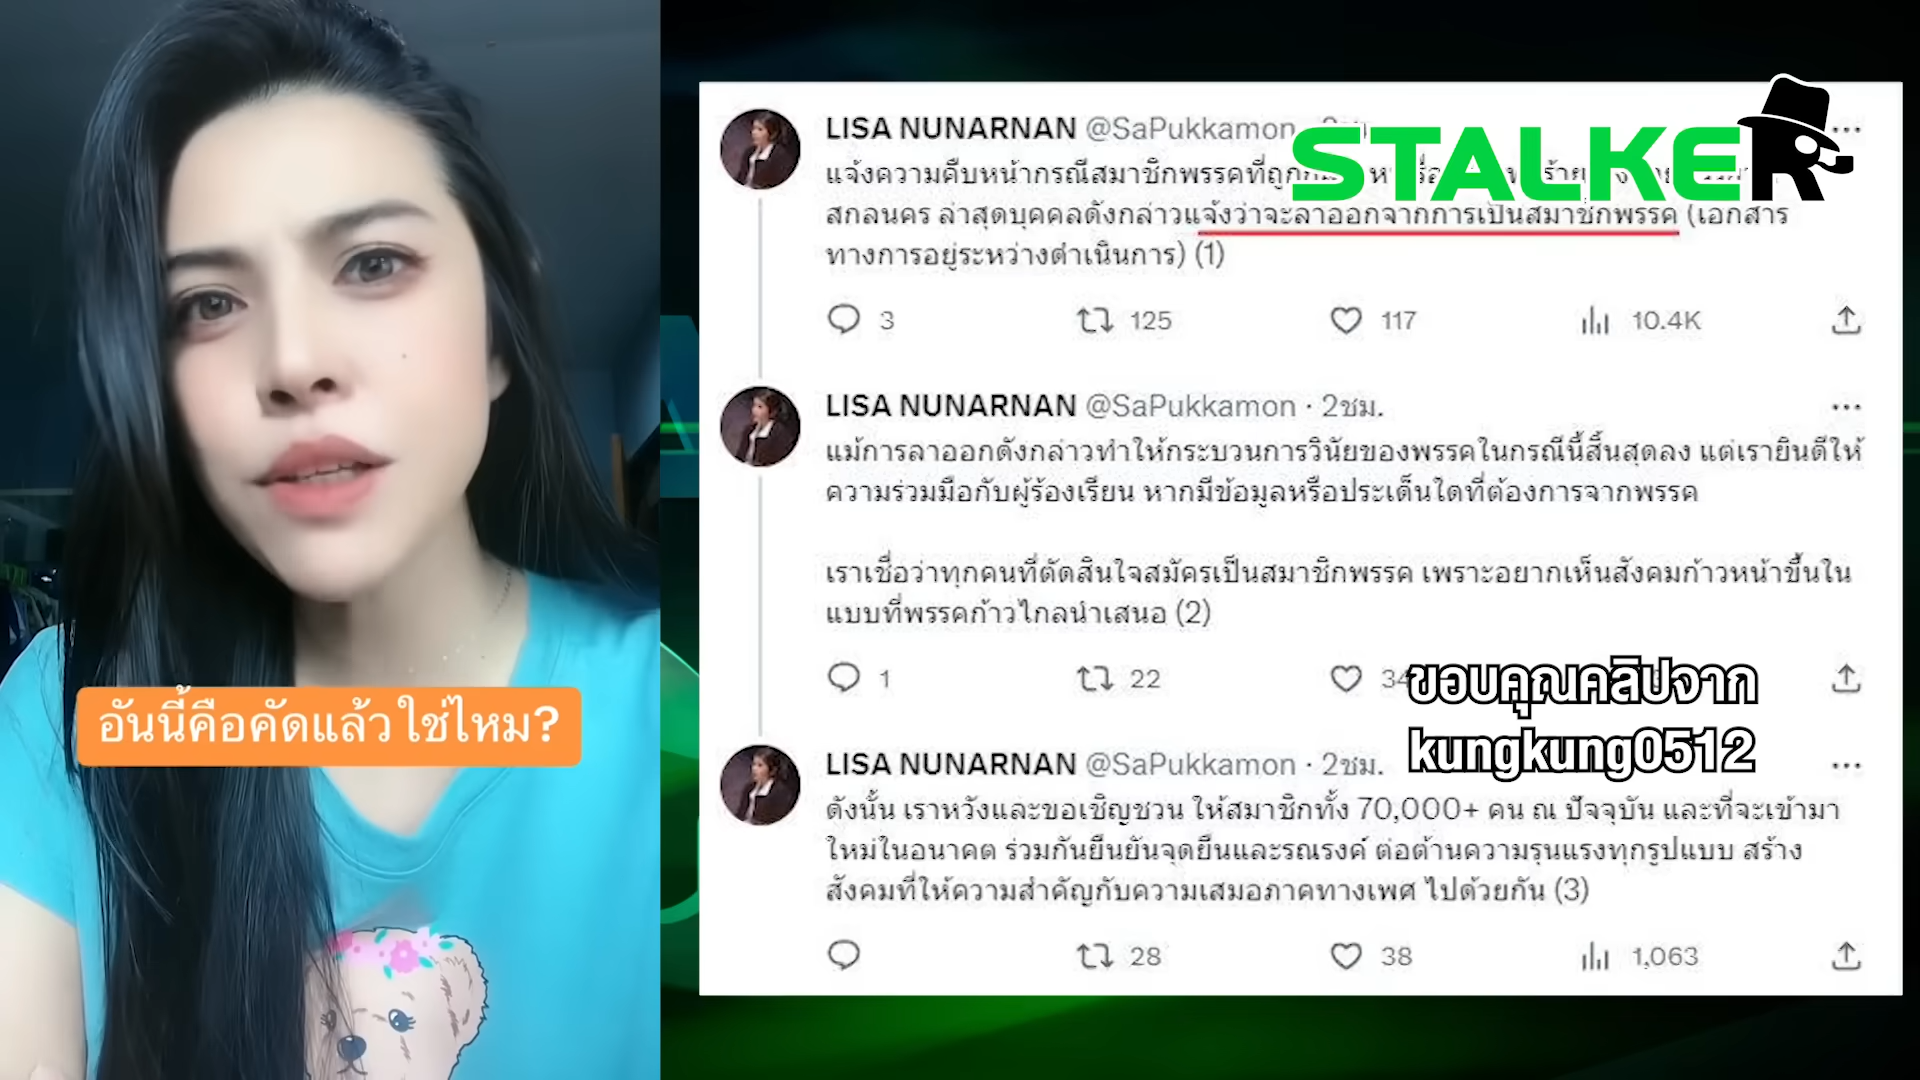 STALKER
LISA NUNARNAN @SaPukkamon
แจ้งความคืบหน้ากรณีสมาชิกพรรคที่ถูก
สกลนคร ล่าสุดบุคคลดังกล่าวแจ้งว่าจะลาออกจากการเป็นสมาชิกพรรค (เอกสาร
ทางการอยู่ระหว่างดำเนินการ) (1)
3 125 117 10.4K
LISA NUNARNAN @SaPukkamon · 2ชม.
แม้การลาออกดังกล่าวทำให้กระบวนการวินัยของพรรคในกรณีนี้สิ้นสุดลง แต่เรายินดีให้
ความร่วมมือกับผู้ร้องเรียน หากมีข้อมูลหรือประเด็นใดที่ต้องการจากพรรค
เราเชื่อว่าทุกคนที่ตัดสินใจสมัครเป็นสมาชิกพรรค เพราะอยากเห็นสังคมก้าวหน้าขึ้นใน
แบบที่พรรคก้าวไกลนำเสนอ (2)
1 22
ขอบคุณคลิปจาก
kungkung0512
อันนี้คือคัดแล้ว ใช่ไหม?
LISA NUNARNAN @SaPukkamon · 2ชม.
ดังนั้น เราหวังและขอเชิญชวน ให้สมาชิกทั้ง 70,000+ คน ณ ปัจจุบัน และที่จะเข้ามา
ใหม่ในอนาคต ร่วมกันยืนยันจุดยืนและรณรงค์ ต่อต้านความรุนแรงทุกรูปแบบ สร้าง
สังคมที่ให้ความสำคัญกับความเสมอภาคทางเพศ ไปด้วยกัน (3)
28 38 1,063